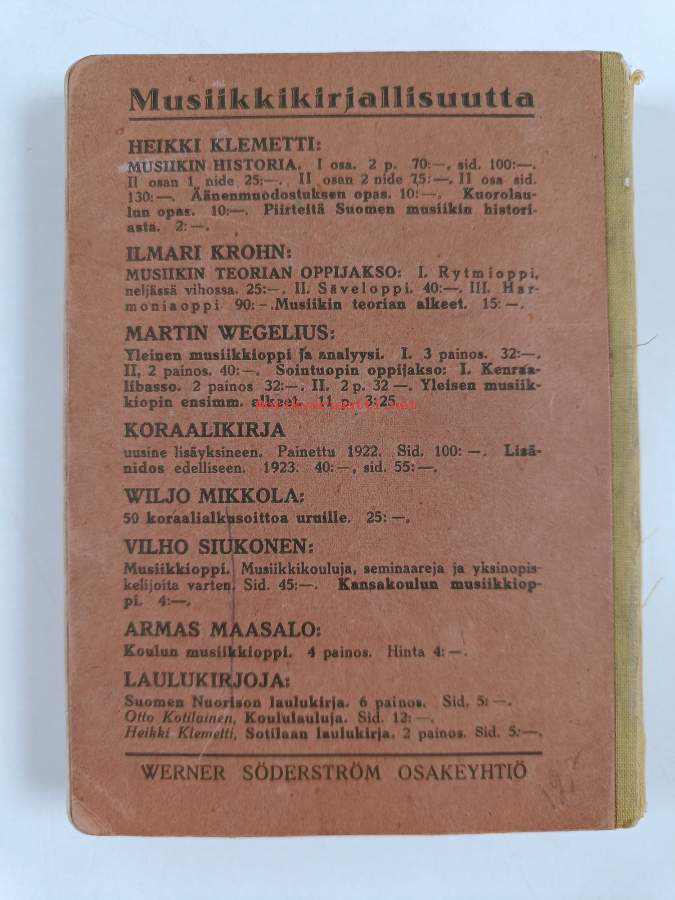 Musiikkikirjallisuutta
HEIKKI KLEMETTI:
MUSIIKIN HISTORIA. I osa. 2 p. 70:—, sid. 100:—.
II osan 1 nide 25:—. II osan 2 nide 75:—, II osa sid.
130:—. Äänenmuodostuksen opas. 10:—. Kuorolau-
lun opas. 10:—. Piirteitä Suomen musiikin histori-
asta. 2:—.
ILMARI KROHN:
MUSIIKIN TEORIAN OPPIJAKSO: I. Rytmioppi,
neljässä vihossa. 25:—. II. Säveloppi. 40:—. III. Har-
moniaoppi 90:—. Musiikin teorian alkeet. 15:—.
MARTIN WEGELIUS:
Yleinen musiikkioppi ja analyysi. I. 3 painos. 32:—.
II, 2 painos. 40:—. Sointuopin oppijakso: I. Kenraa-
libasso. 2 painos 32:—. II. 2 p. 32 —. Yleisen musiik-
kiopin ensimm. alkeet. 11 p. 3:25.
KORAALIKIRJA
uusine lisäyksineen. Painettu 1922. Sid. 100:—. Lisä-
nidos edelliseen. 1923. 40:—, sid. 55:—.
WILJO MIKKOLA:
50 koraalialkusoittoa uruille. 25:—.
VILHO SIUKONEN:
Musiikkioppi. Musiikkikouluja, seminaareja ja yksinopis-
kelijoita varten. Sid. 45:—. Kansakoulun musiikkiop-
pi. 4:—.
ARMAS MAASALO:
Koulun musiikkioppi. 4 painos. Hinta 4:—.
LAULUKIRJOJA:
Suomen Nuorison laulukirja. 6 painos. Sid. 5:—.
Otto Kotilainen, Koululauluja. Sid. 12:—.
Heikki Klemetti, Sotilaan laulukirja. 2 painos. Sid. 5:—.
WERNER SÖDERSTRÖM OSAKEYHTIÖ